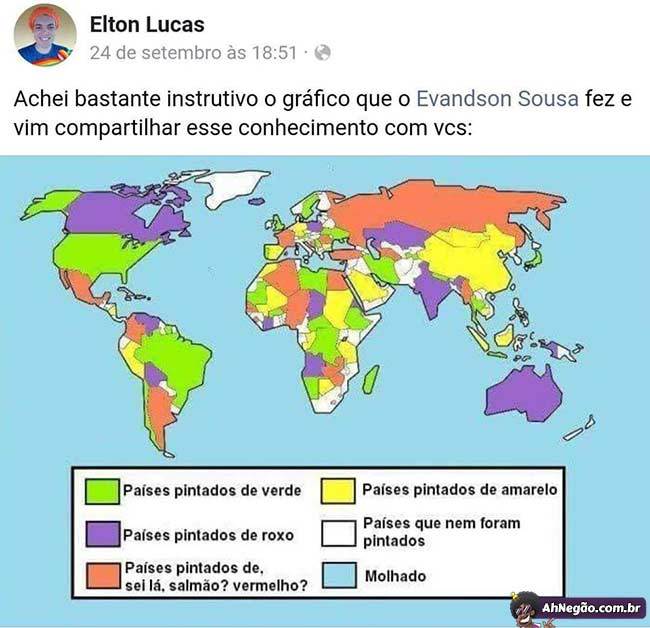 Elton Lucas
24 de setembro às 18:51 ·
Achei bastante instrutivo o gráfico que o Evandson Sousa fez e
vim compartilhar esse conhecimento com vcs:
Países pintados de verde
Países pintados de amarelo
Países pintados de roxo
Países que nem foram
pintados
Países pintados de,
sei lá, salmão? vermelho?
Molhado
AhNegão.com.br